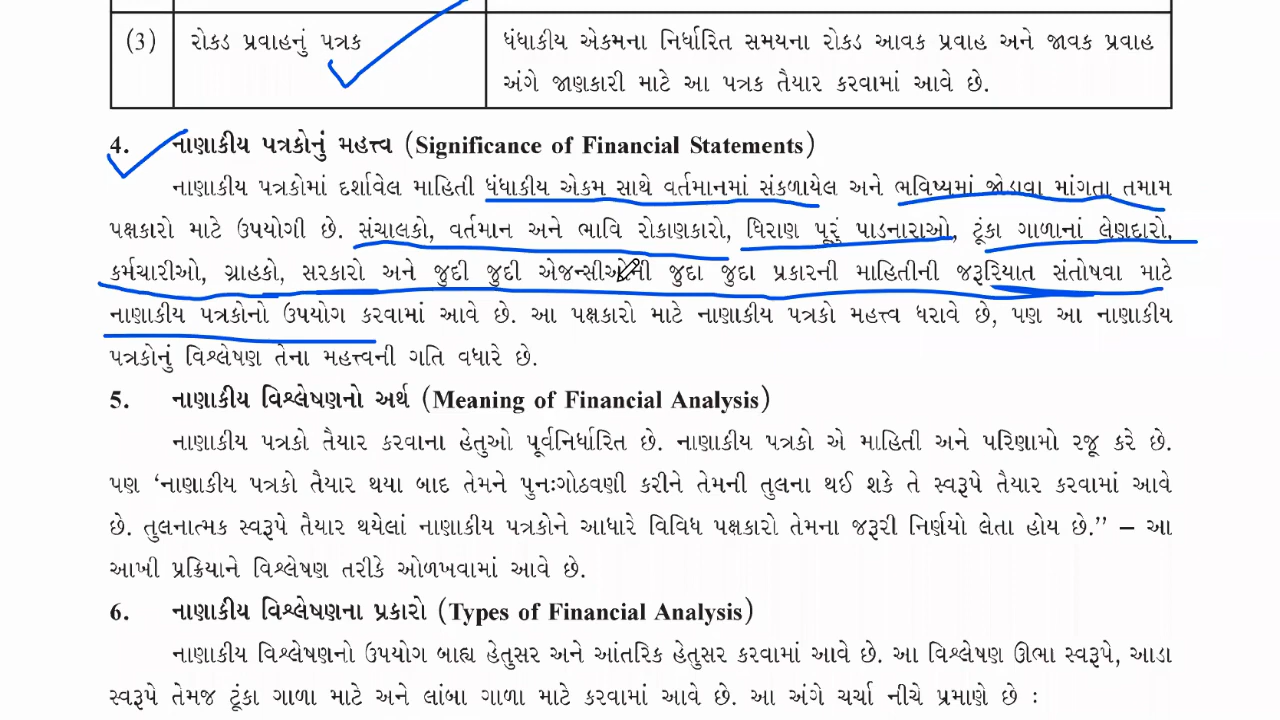 (3) રોકડ પ્રવાહનું પત્રક ધંધાકીય એકમના નિર્ધારિત સમયના રોકડ આવક પ્રવાહ અને જાવક પ્રવાહ
અંગે જાણકારી માટે આ પત્રક તૈયાર કરવામાં આવે છે.
4. નાણાકીય પત્રકોનું મહત્ત્વ (Significance of Financial Statements)
નાણાકીય પત્રકોમાં દર્શાવેલ માહિતી ધંધાકીય એકમ સાથે વર્તમાનમાં સંકળાયેલ અને ભવિષ્યમાં જોડાવા માંગતા તમામ
પક્ષકારો માટે ઉપયોગી છે. સંચાલકો, વર્તમાન અને ભાવિ રોકાણકારો, ધિરાણ પૂરું પાડનારાઓ, ટૂંકા ગાળાનાં લેણદારો,
કર્મચારીઓ, ગ્રાહકો, સરકારો અને જુદી જુદી એજન્સીઓની જુદા જુદા પ્રકારની માહિતીની જરૂરિયાત સંતોષવા માટે
નાણાકીય પત્રકોનો ઉપયોગ કરવામાં આવે છે. આ પક્ષકારો માટે નાણાકીય પત્રકો મહત્ત્વ ધરાવે છે, પણ આ નાણાકીય
પત્રકોનું વિશ્લેષણ તેના મહત્ત્વની ગતિ વધારે છે.
5. નાણાકીય વિશ્લેષણનો અર્થ (Meaning of Financial Analysis)
નાણાકીય પત્રકો તૈયાર કરવાના હેતુઓ પૂર્વનિર્ધારિત છે. નાણાકીય પત્રકો એ માહિતી અને પરિણામો રજૂ કરે છે.
પણ ‘નાણાકીય પત્રકો તૈયાર થયા બાદ તેમને પુનઃગોઠવણી કરીને તેમની તુલના થઈ શકે તે સ્વરૂપે તૈયાર કરવામાં આવે
છે. તુલનાત્મક સ્વરૂપે તૈયાર થયેલાં નાણાકીય પત્રકોને આધારે વિવિધ પક્ષકારો તેમના જરૂરી નિર્ણયો લેતા હોય છે.” – આ
આખી પ્રક્રિયાને વિશ્લેષણ તરીકે ઓળખવામાં આવે છે.
6. નાણાકીય વિશ્લેષણના પ્રકારો (Types of Financial Analysis)
નાણાકીય વિશ્લેષણનો ઉપયોગ બાહ્ય હેતુસર અને આંતરિક હેતુસર કરવામાં આવે છે. આ વિશ્લેષણ ઊભા સ્વરૂપે, આડા
સ્વરૂપે તેમજ ટૂંકા ગાળા માટે અને લાંબા ગાળા માટે કરવામાં આવે છે. આ અંગે ચર્ચા નીચે પ્રમાણે છે :